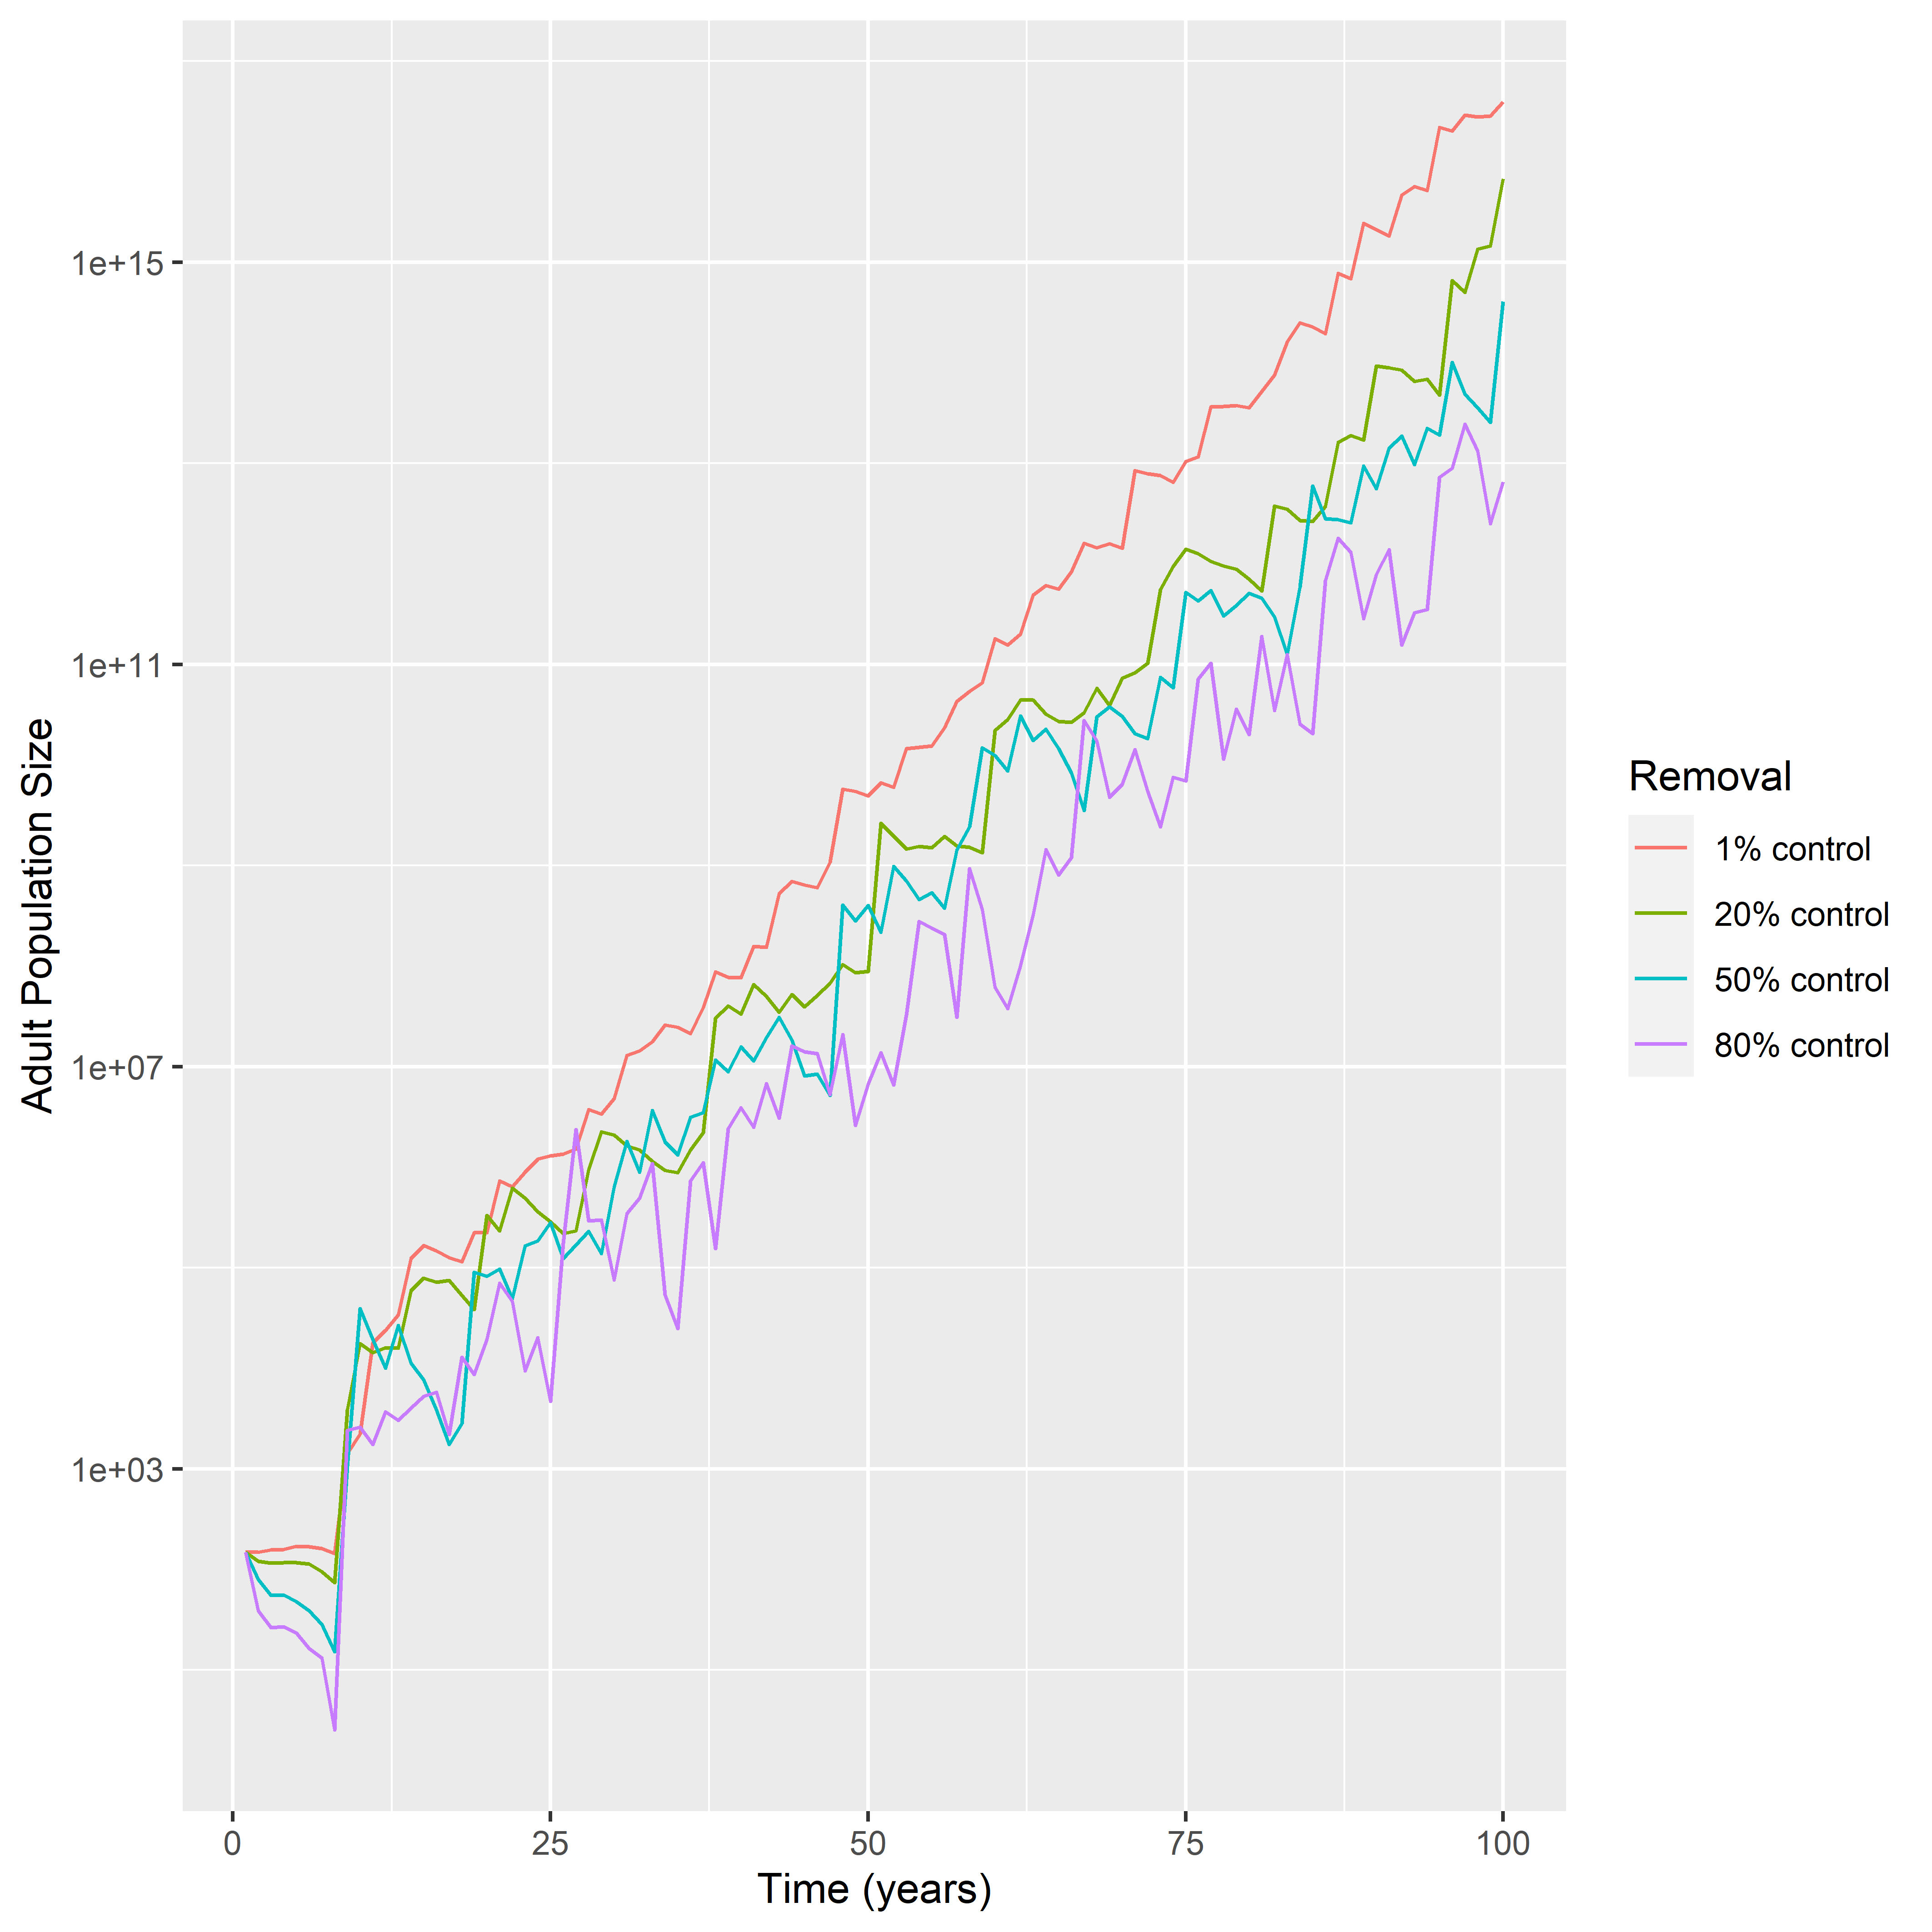 1e+15
1e+11
1e+07
1e+03
Adult Population Size
0 25 50 75 100
Time (years)
Removal
1% control
20% control
50% control
80% control